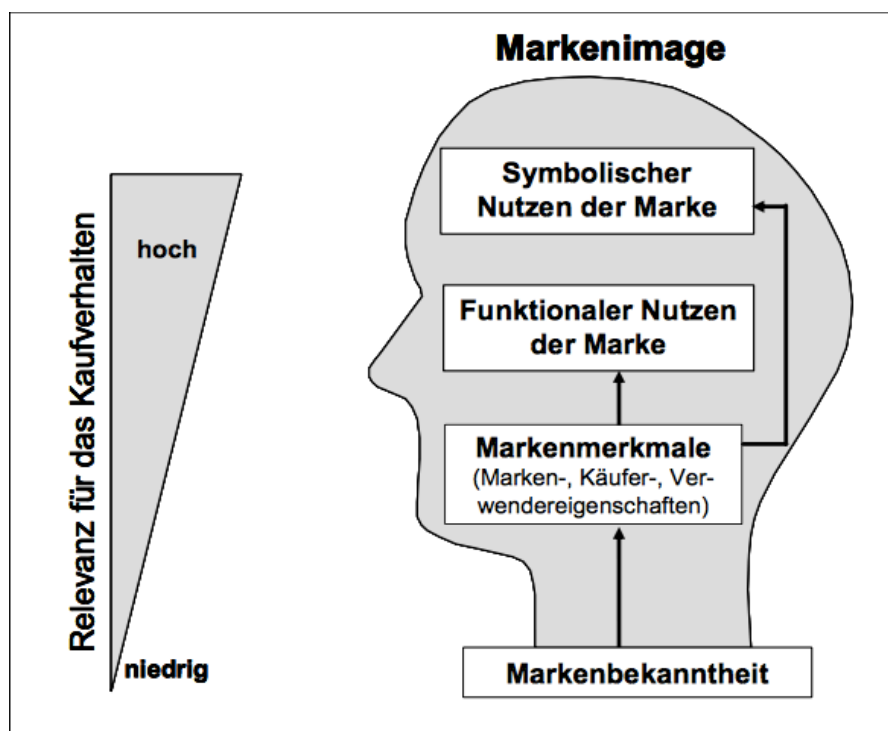 Markenimage
Symbolischer
Nutzen der Marke
Funktionaler Nutzen
der Marke
Markenmerkmale
(Marken-, Käufer-, Ver-
wendereigenschaften)
Markenbekanntheit
Relevanz für das Kaufverhalten
hoch
niedrig